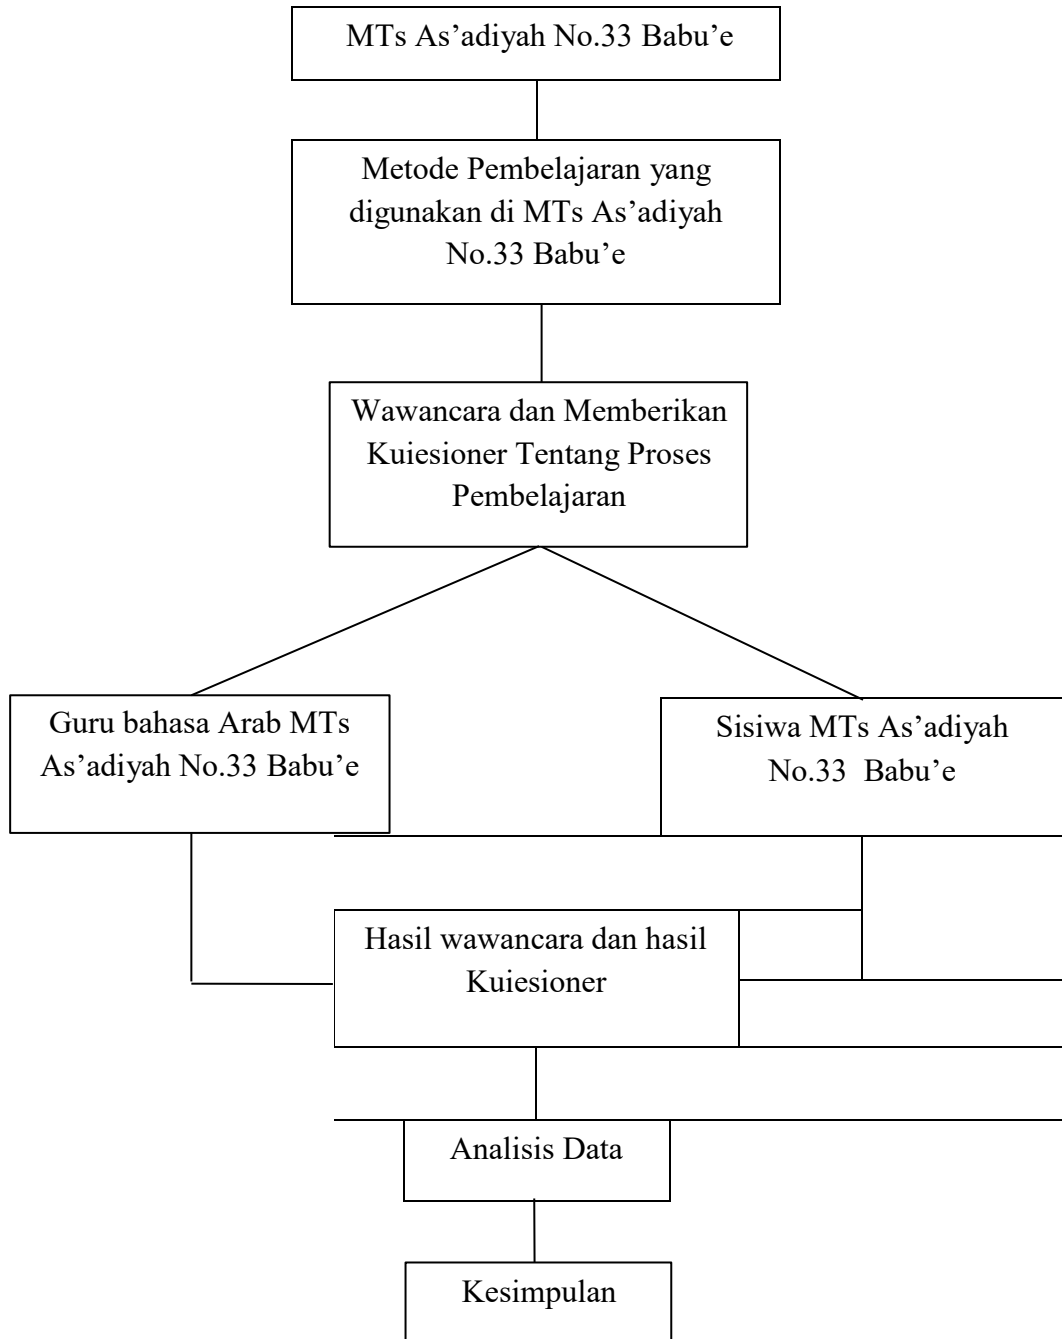 MTs As’adiyah No.33 Babu’e
Metode Pembelajaran yang
digunakan di MTs As’adiyah
No.33 Babu’e
Wawancara dan Memberikan
Kuiesioner Tentang Proses
Pembelajaran
Guru bahasa Arab MTs
As’adiyah No.33 Babu’e
Sisiwa MTs As’adiyah
No.33 Babu’e
Hasil wawancara dan hasil
Kuiesioner
Analisis Data
Kesimpulan